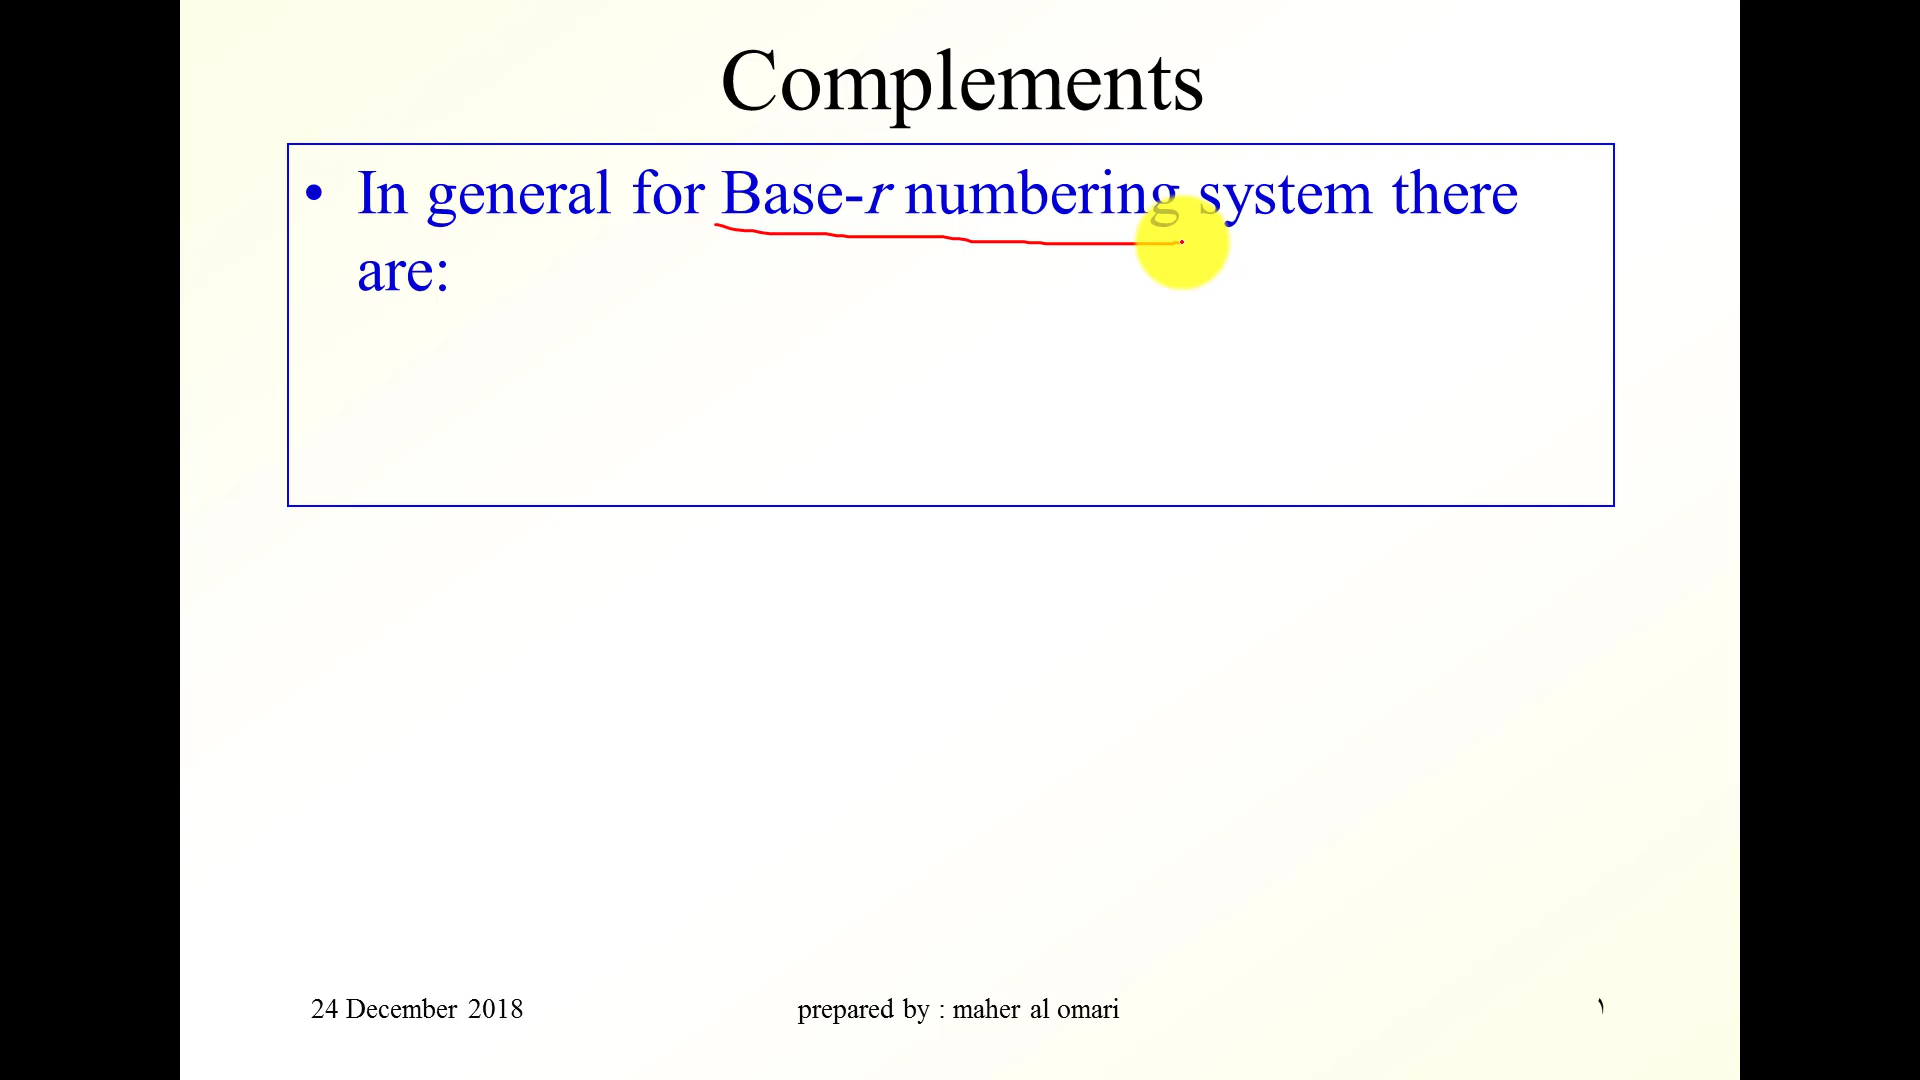 Complements
• In general for Base-r numbering system there
are:
24 December 2018
prepared by : maher al omari
١